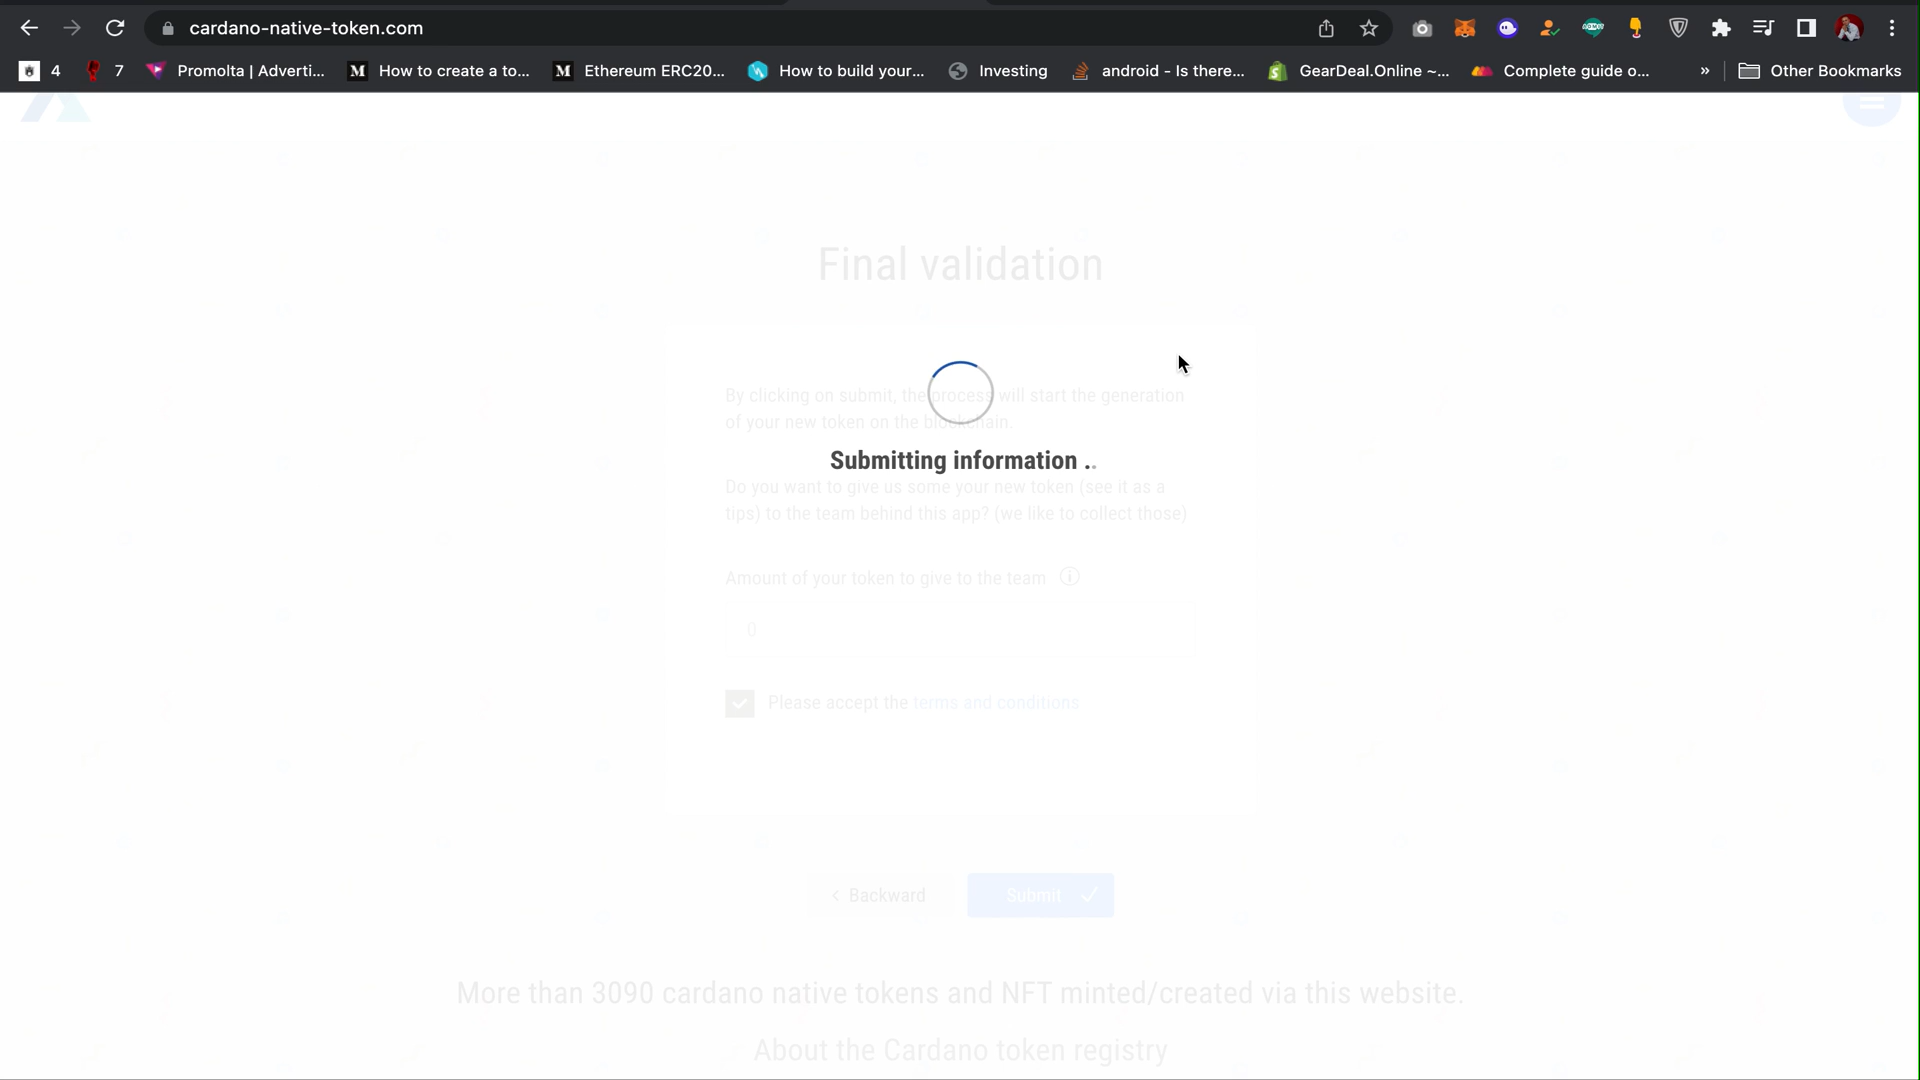 cardano-native-token.com
4
7
Promolta | Adverti...
How to create a to...
Ethereum ERC20...
How to build your...
Investing
android - Is there...
GearDeal.Online ~...
Complete guide o...
»
Other Bookmarks
Final validation
By clicking on submit, the process will start the generation
of your new token on the blockchain.
Submitting information ..
Do you want to give us some your new token (see it as a
tips) to the team behind this app? (we like to collect those)
Amount of your token to give to the team
0
Please accept the terms and conditions
< Backward
Submit
More than 3090 cardano native tokens and NFT minted/created via this website.
About the Cardano token registry